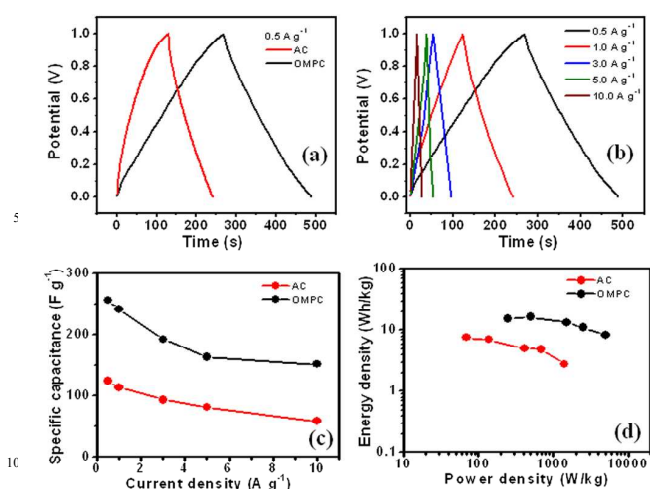 0.5 A g⁻¹
AC
OMPC
(a)
1.0
0.8
0.6
0.4
0.2
0.0
Potential (V)
0 100 200 300 400 500
Time (s)
0.5 A g⁻¹
1.0 A g⁻¹
3.0 A g⁻¹
5.0 A g⁻¹
10.0 A g⁻¹
(b)
1.0
0.8
0.6
0.4
0.2
0.0
Potential (V)
0 100 200 300 400 500
Time (s)
5
AC
OMPC
(c)
300
250
200
150
100
50
0
Specific capacitance (F g⁻¹)
0 2 4 6 8 10
Current density (A g⁻¹)
AC
OMPC
(d)
100
10
1
0.1
Energy density (Wh/kg)
10 100 1000 10000
Power density (W/kg)
10